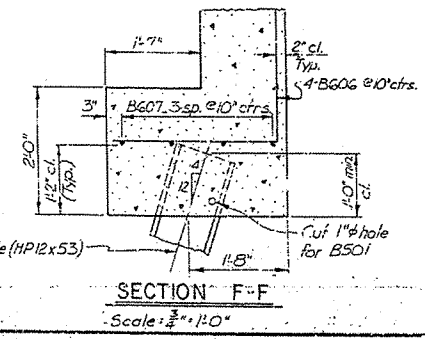 1'-7"
2" cl.
Typ.
4-B606 @10"ctrs.
3"
B607 3 sp. @10"ctrs.
2'-0"
1'-2" cl.
(Typ.)
12
1'-0" min.
cl.
Cut 1"φ hole
for B501
(HP12x53)
1'-8"
SECTION F-F
Scale: 3/4" = 1'-0"